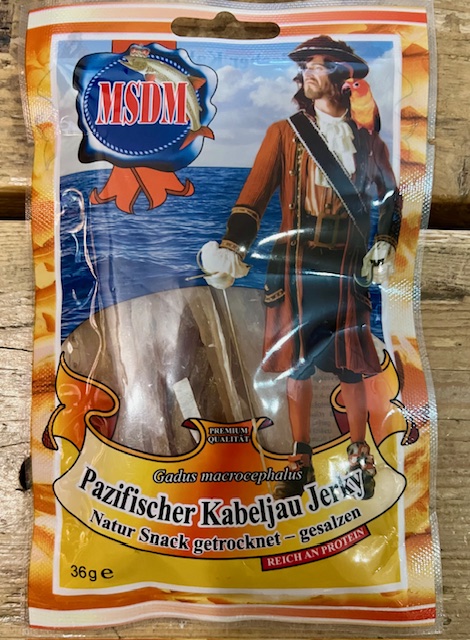 MSDM
PREMIUM
QUALITÄT
Gadus macrocephalus
Pazifischer Kabeljau Jerky
Natur Snack getrocknet – gesalzen
REICH AN PROTEIN
36g e